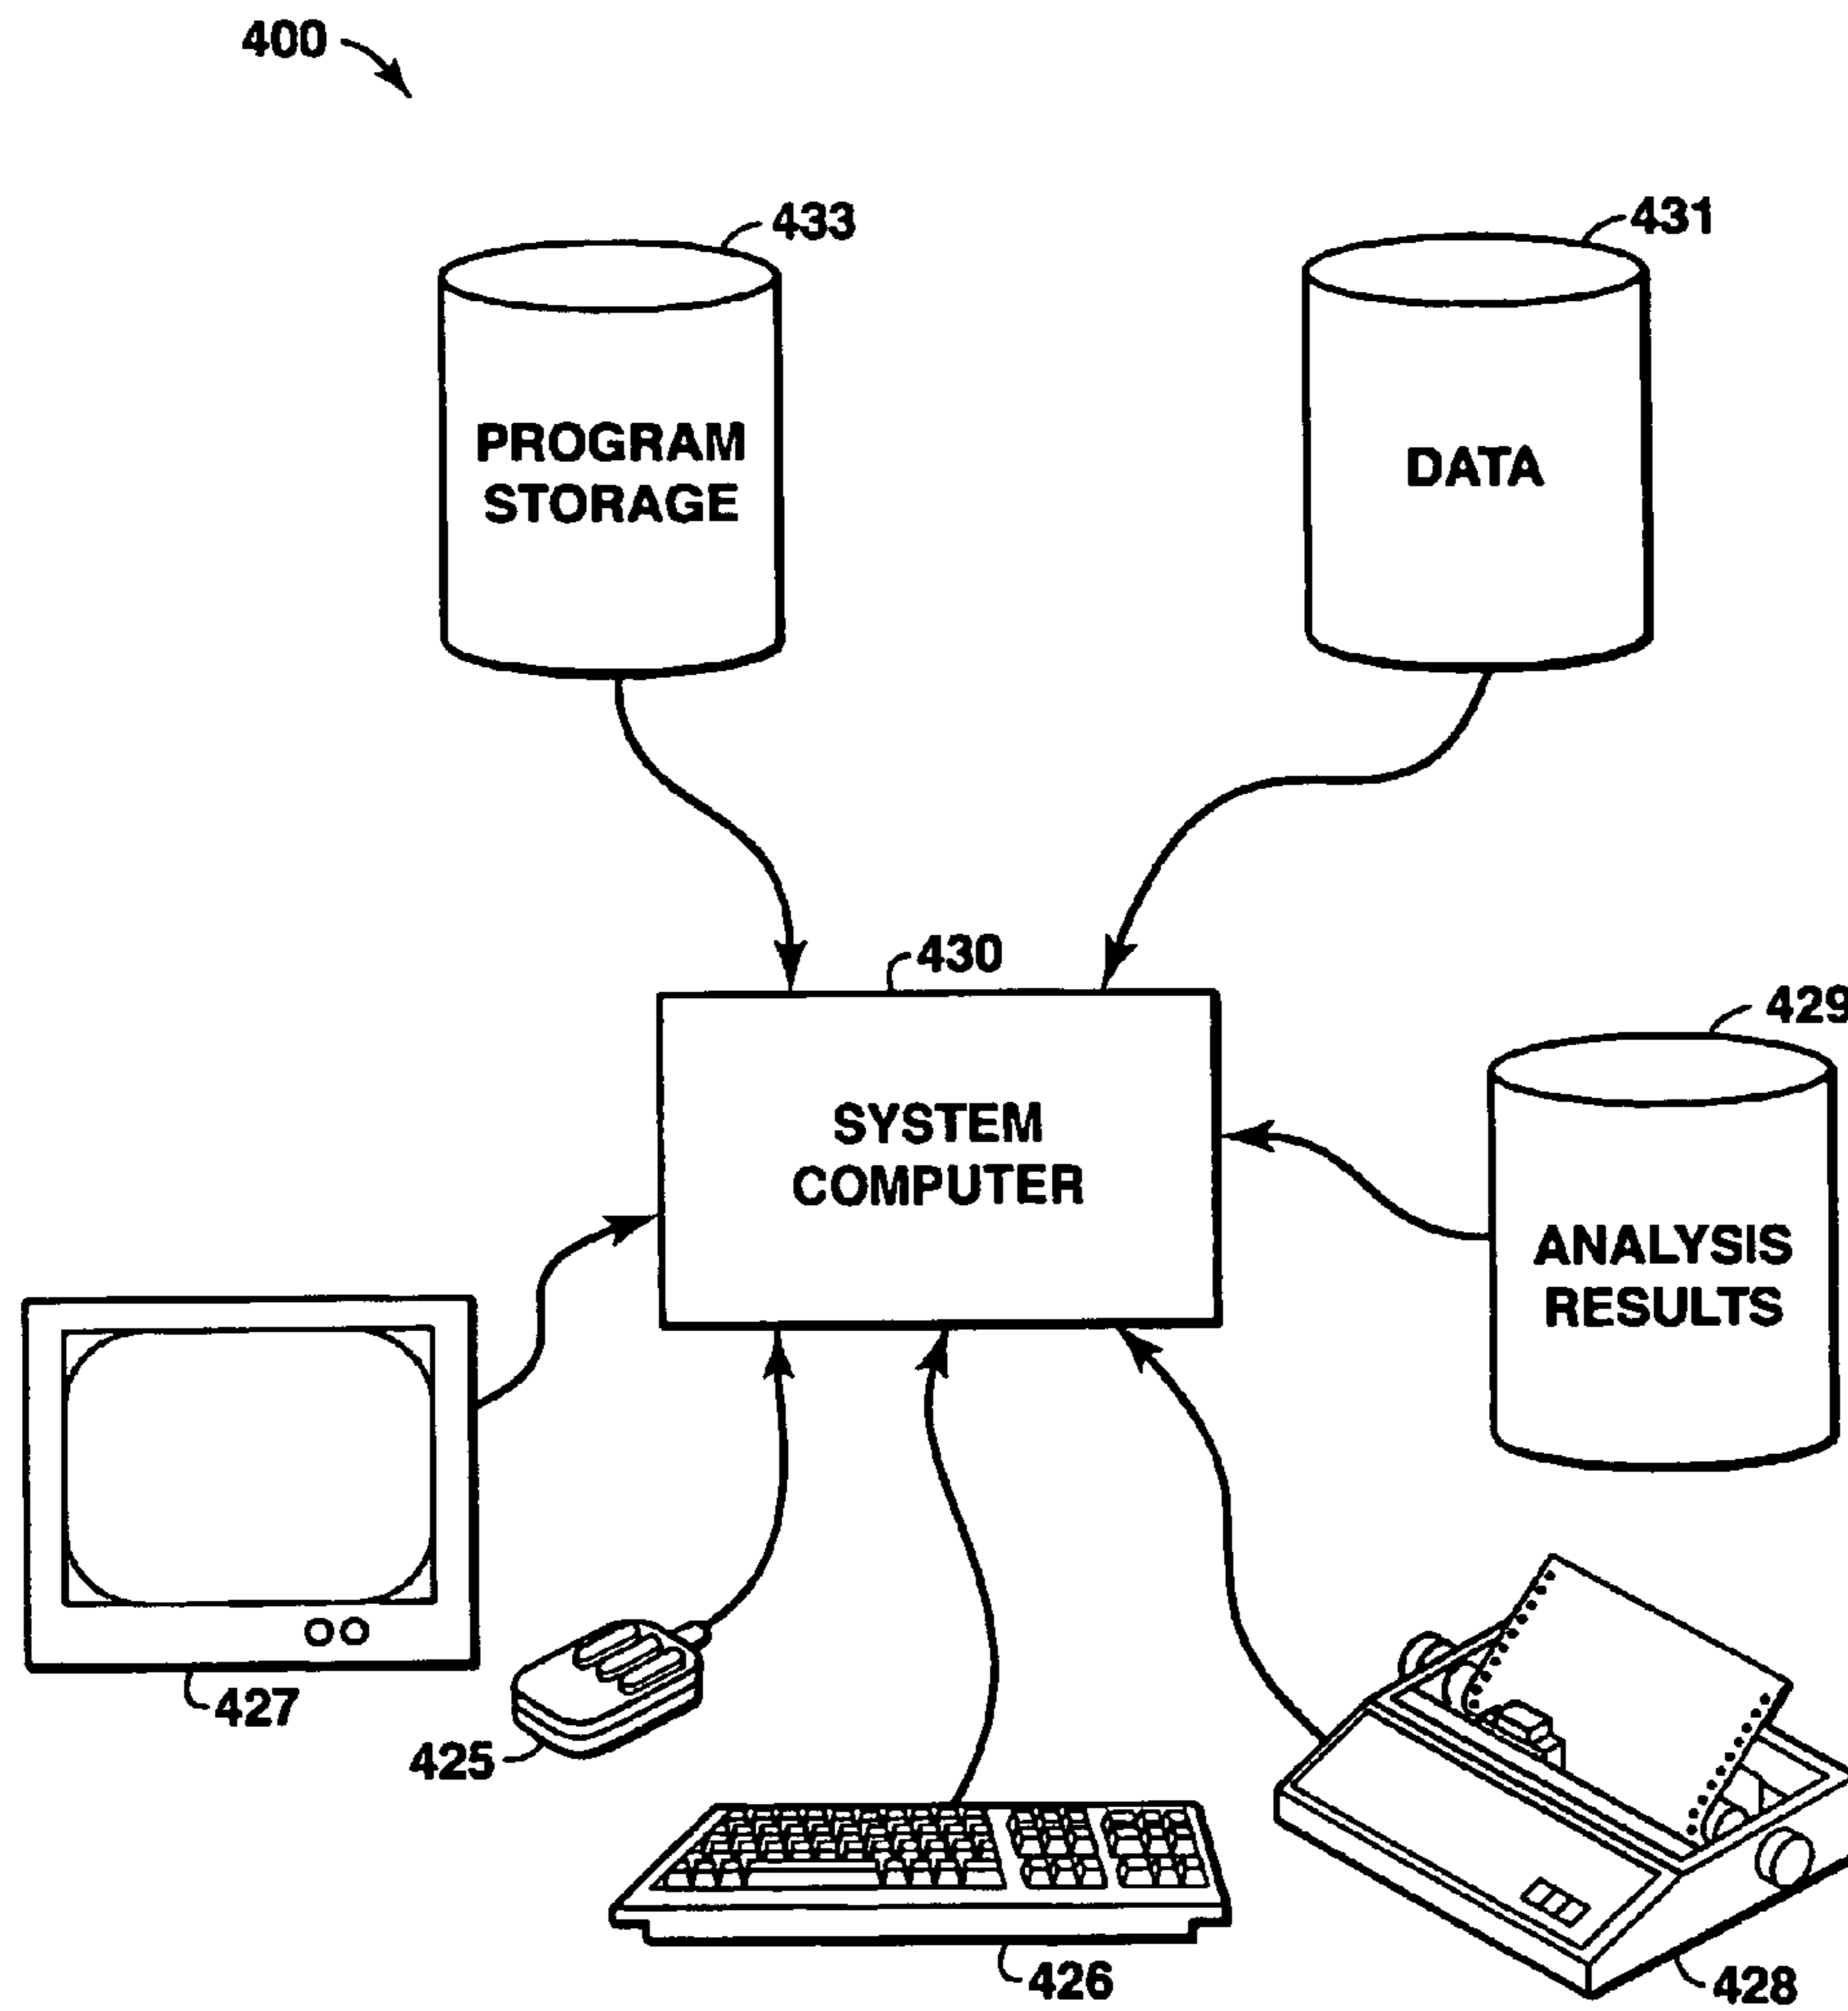 400
433
431
PROGRAM
STORAGE
DATA
430
429
SYSTEM
COMPUTER
ANALYSIS
RESULTS
427
425
426
428